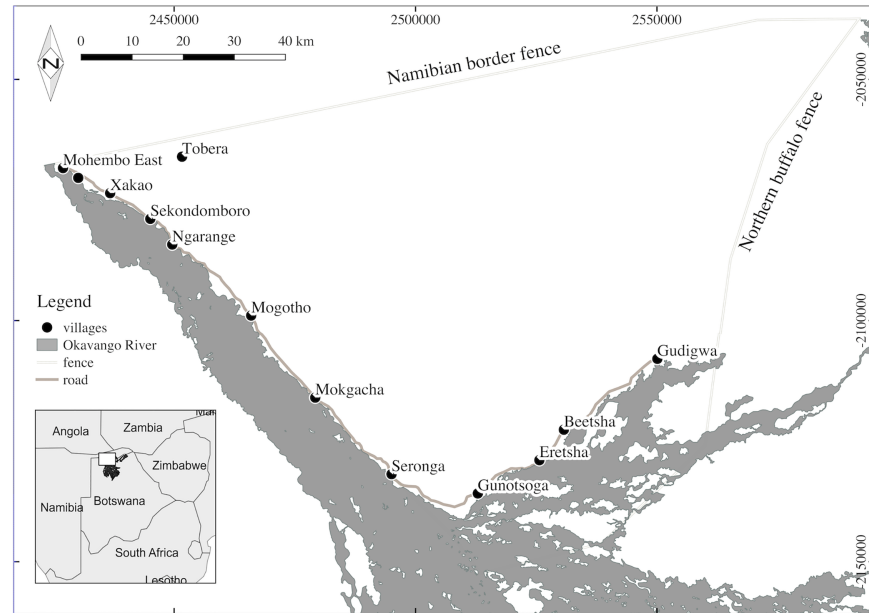 2450000
2500000
2550000
0 10 20 30 40 km
N
Namibian border fence
-2050000
Northern buffalo fence
Tobera
Mohembo East
Xakao
Sekondomboro
Ngarange
Legend
villages
Okavango River
fence
road
Mogotho
-2100000
Gudigwa
Mokgacha
Beetsha
Eretsha
Seronga
Gunotsoga
-2150000
Angola
Zambia
Zimbabwe
Namibia
Botswana
South Africa
Lesotho